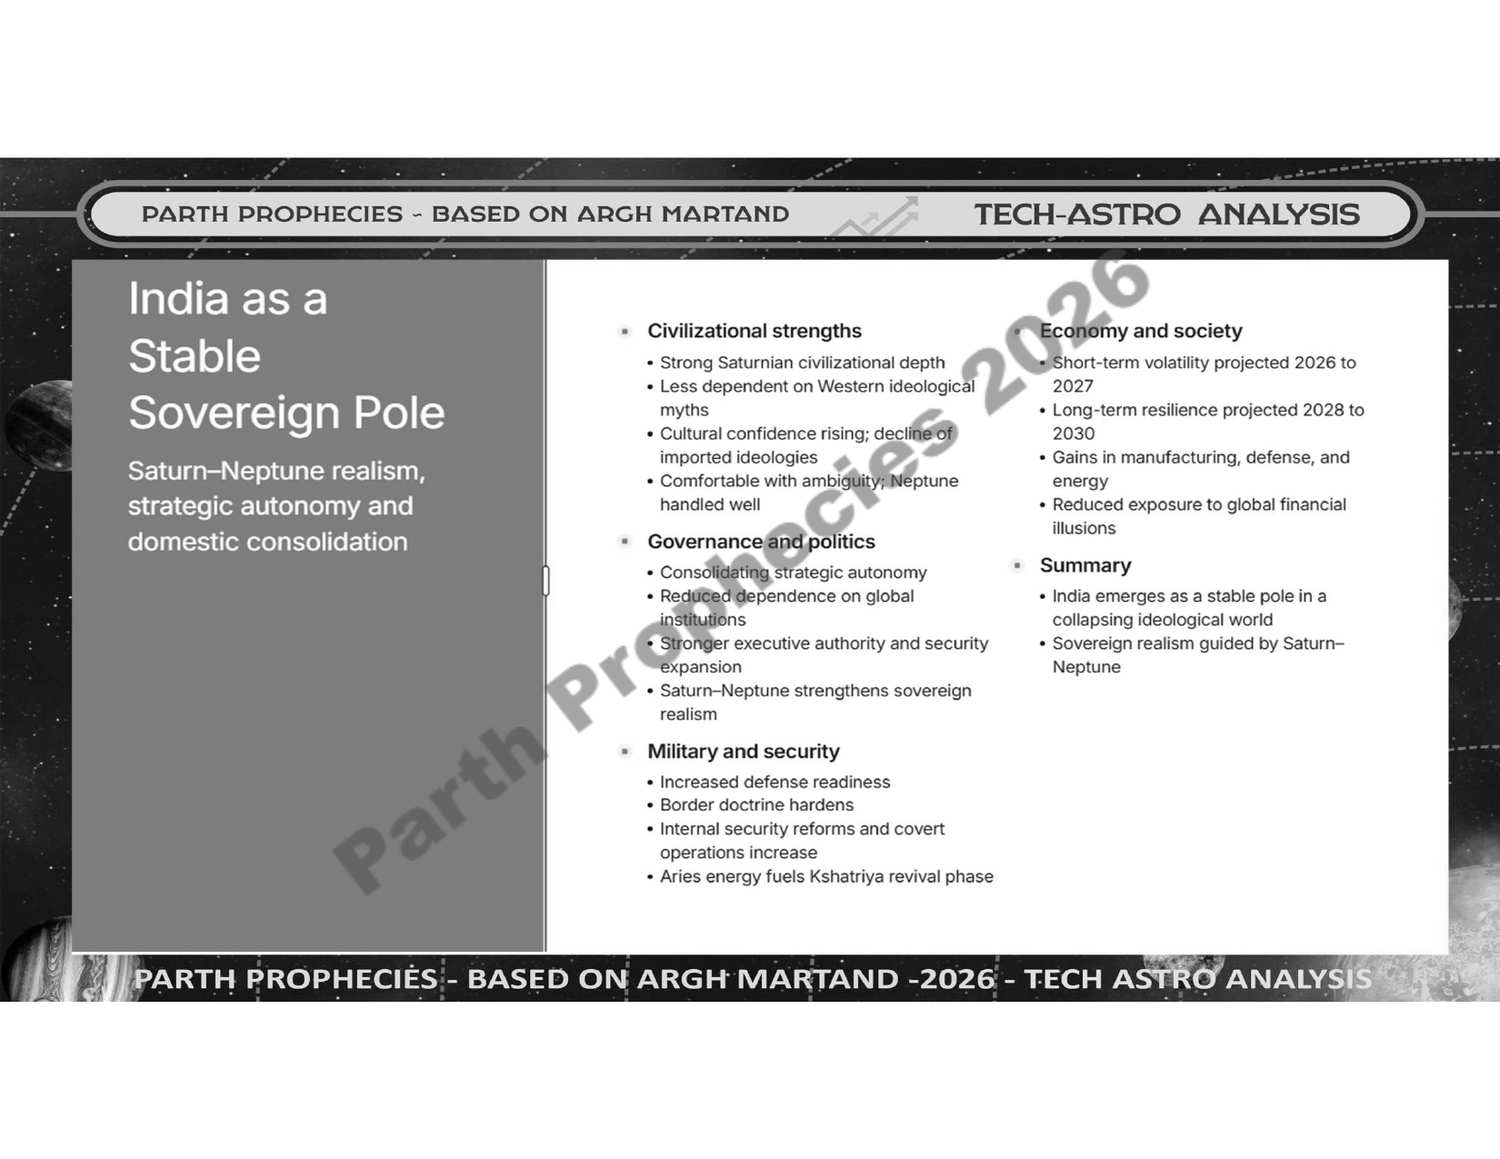 PARTH PROPHECIES ~ BASED ON ARGH MARTAND
TECH-ASTRO ANALYSIS
India as a
Stable
Sovereign Pole
Saturn–Neptune realism,
strategic autonomy and
domestic consolidation
Civilizational strengths
• Strong Saturnian civilizational depth
• Less dependent on Western ideological
myths
• Cultural confidence rising; decline of
imported ideologies
• Comfortable with ambiguity; Neptune
handled well
Governance and politics
• Consolidating strategic autonomy
• Reduced dependence on global
institutions
• Stronger executive authority and security
expansion
• Saturn–Neptune strengthens sovereign
realism
Military and security
• Increased defense readiness
• Border doctrine hardens
• Internal security reforms and covert
operations increase
• Aries energy fuels Kshatriya revival phase
Economy and society
• Short-term volatility projected 2026 to
2027
• Long-term resilience projected 2028 to
2030
• Gains in manufacturing, defense, and
energy
• Reduced exposure to global financial
illusions
Summary
• India emerges as a stable pole in a
collapsing ideological world
• Sovereign realism guided by Saturn–
Neptune
Parth Prophecies 2026
PARTH PROPHECIES - BASED ON ARGH MARTAND -2026 - TECH ASTRO ANALYSIS